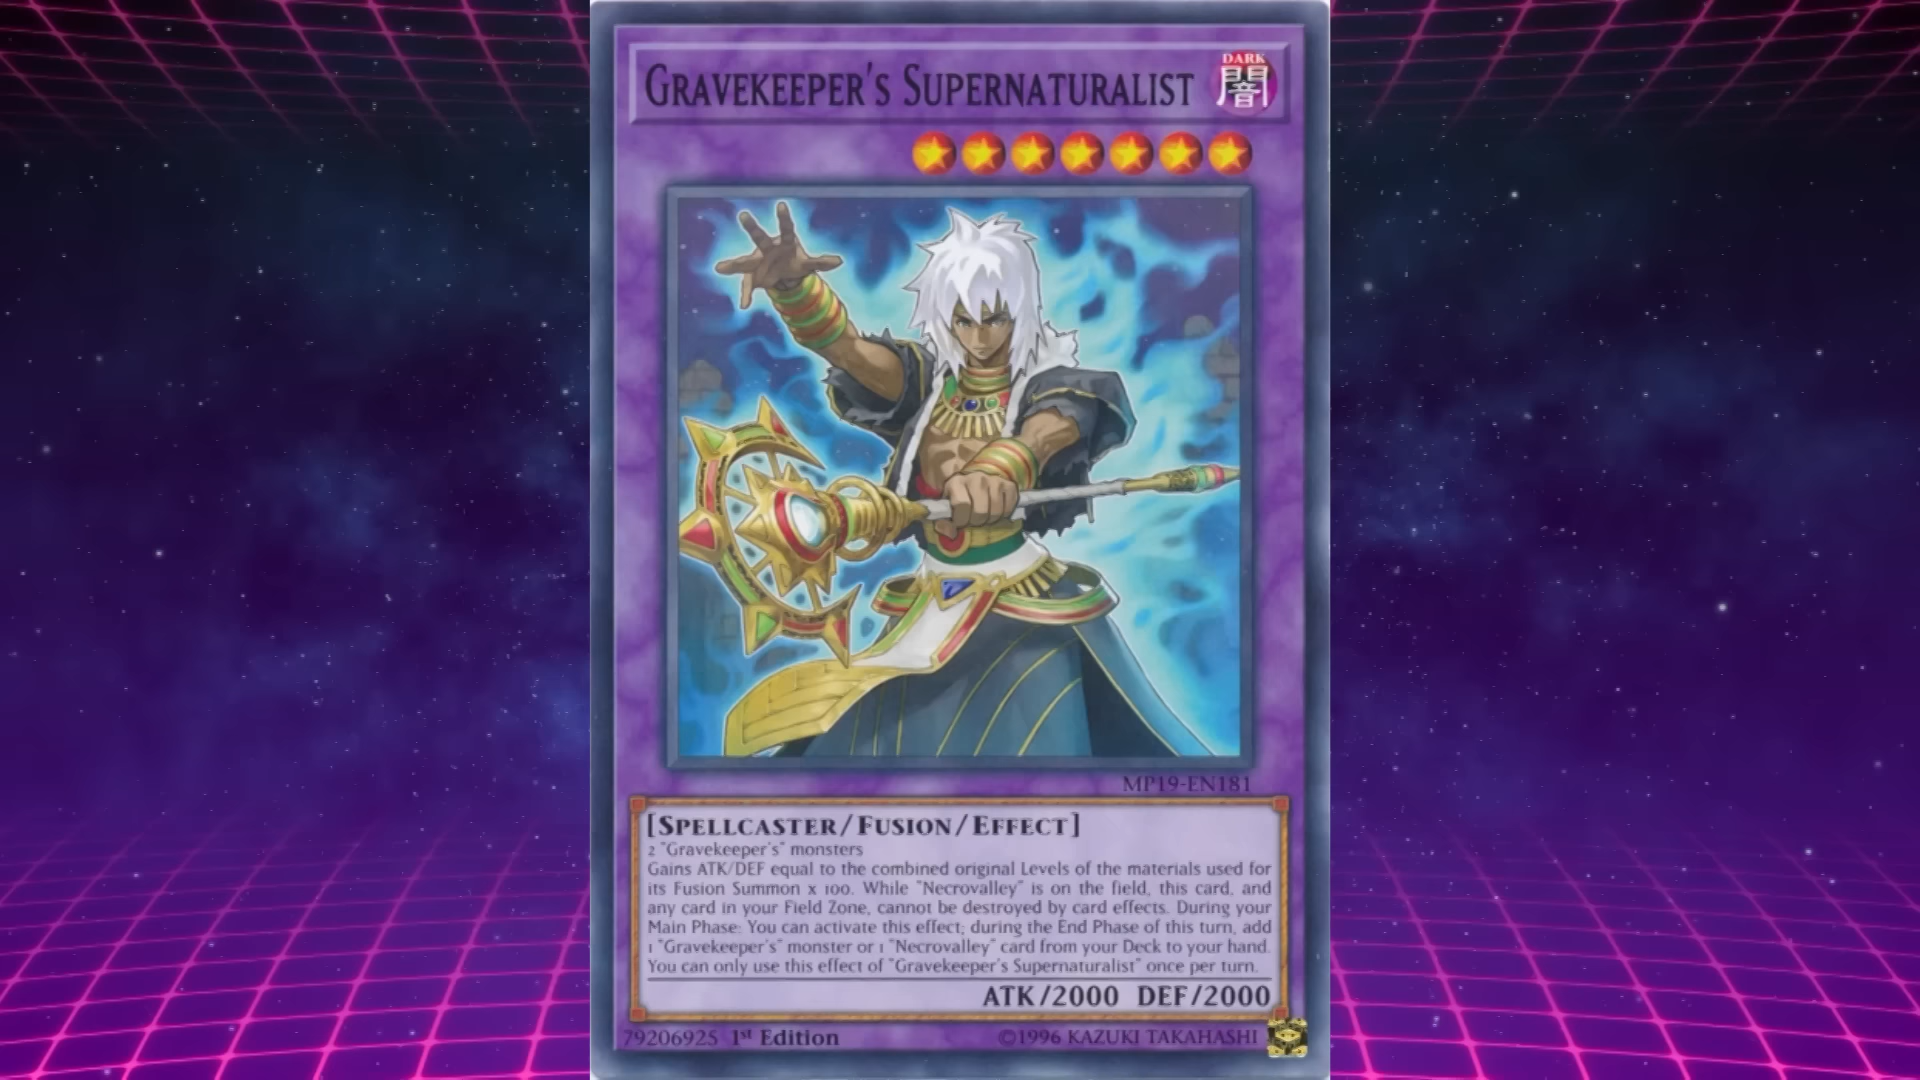 GRAVEKEEPER'S SUPERNATURALIST
DARK
闇
MP19-EN181
[SPELLCASTER/FUSION/EFFECT]
2 "Gravekeeper's" monsters
Gains ATK/DEF equal to the combined original Levels of the materials used for
its Fusion Summon x 100. While "Necrovalley" is on the field, this card, and
any card in your Field Zone, cannot be destroyed by card effects. During your
Main Phase: You can activate this effect; during the End Phase of this turn, add
1 "Gravekeeper's" monster or 1 "Necrovalley" card from your Deck to your hand.
You can only use this effect of "Gravekeeper's Supernaturalist" once per turn.
ATK/2000 DEF/2000
79206925 1st Edition ©1996 KAZUKI TAKAHASHI